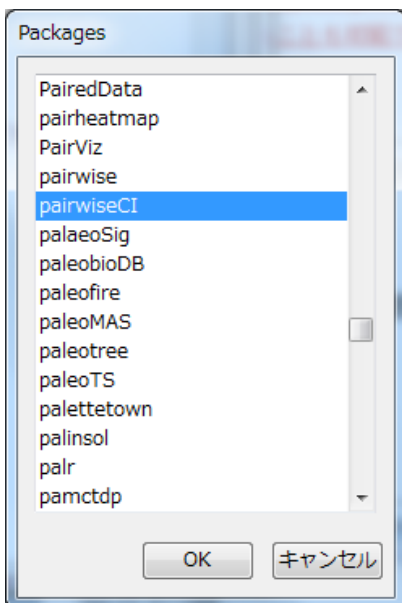 Packages
PairedData
pairheatmap
PairViz
pairwise
pairwiseCI
palaeoSig
paleobioDB
paleofire
paleoMAS
paleotree
paleoTS
palettetown
palinsol
palr
pamctdp
OK
キャンセル